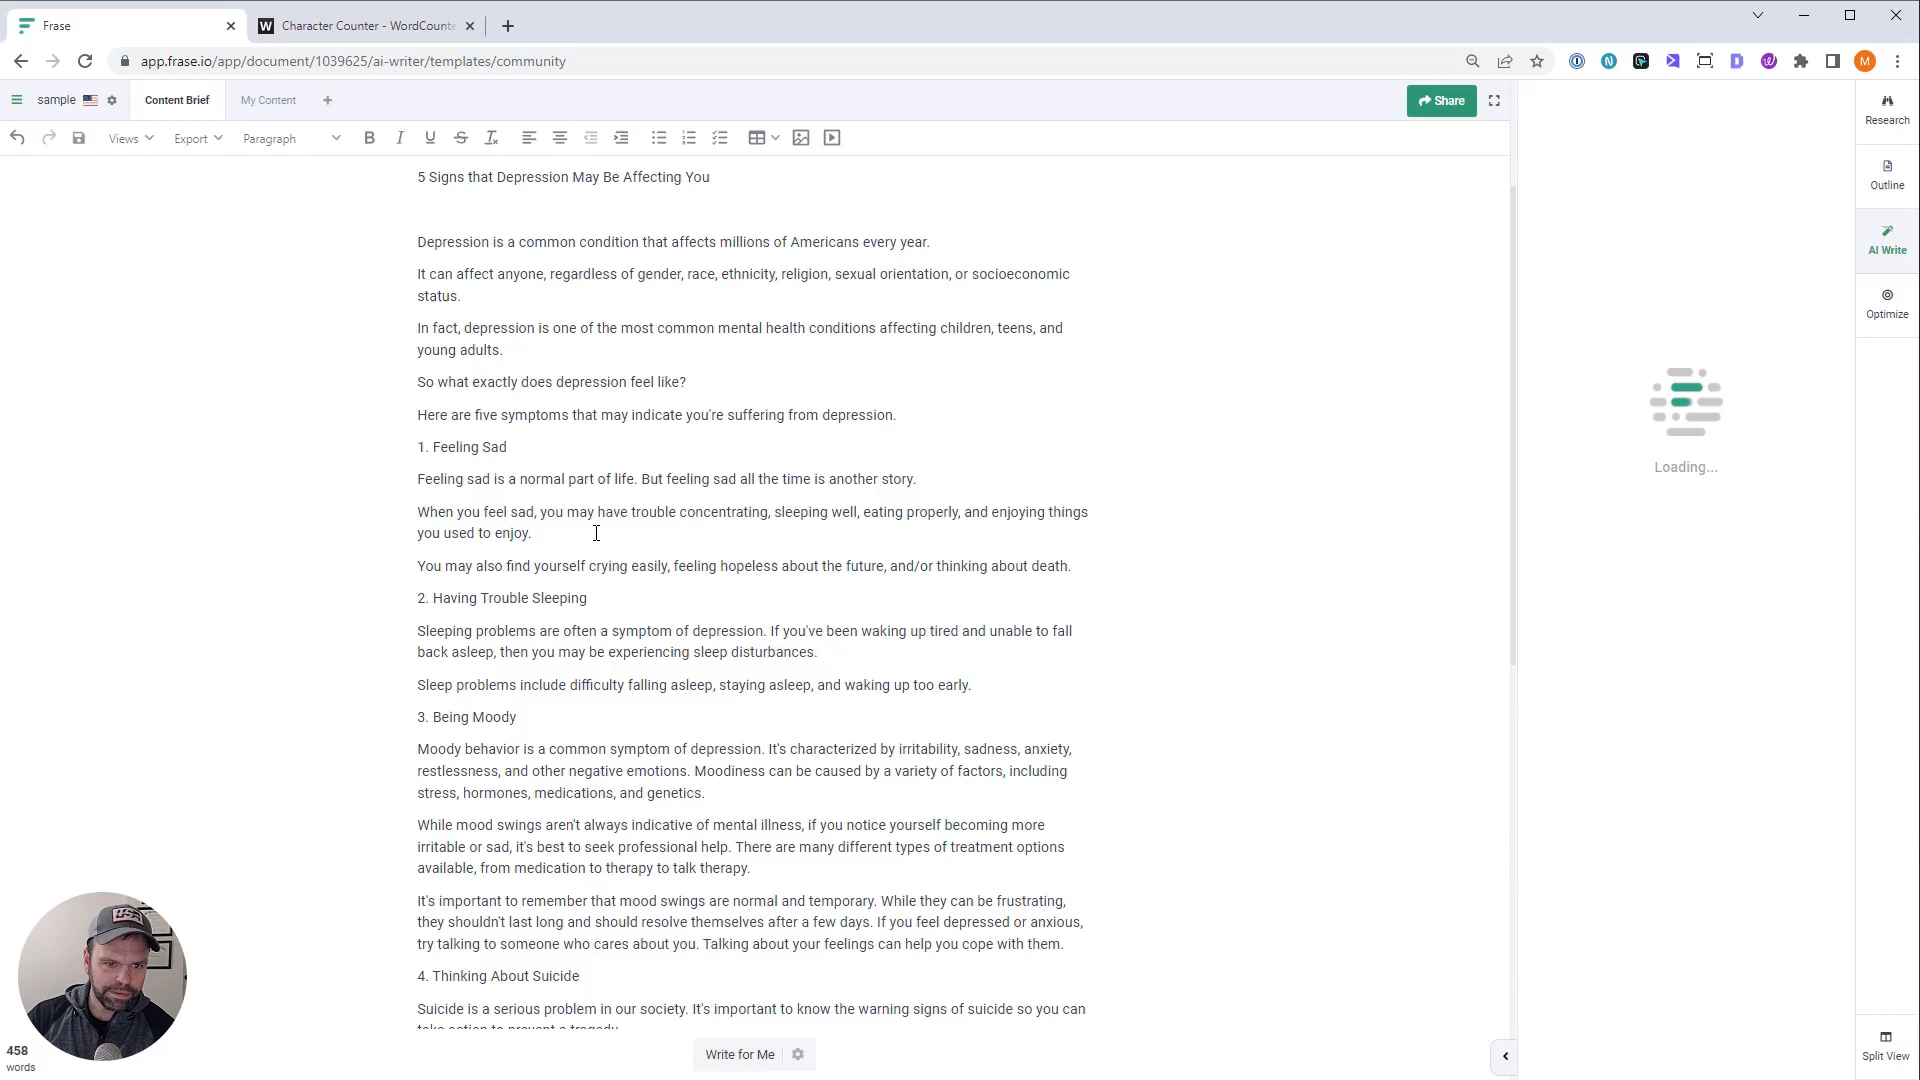 Frase
W Character Counter - WordCounte
app.frase.io/app/document/1039625/ai-writer/templates/community
M
sample
Content Brief
My Content
Share
Views
Export
Paragraph
B
I
U
S
5 Signs that Depression May Be Affecting You
Depression is a common condition that affects millions of Americans every year.
It can affect anyone, regardless of gender, race, ethnicity, religion, sexual orientation, or socioeconomic
status.
In fact, depression is one of the most common mental health conditions affecting children, teens, and
young adults.
So what exactly does depression feel like?
Here are five symptoms that may indicate you're suffering from depression.
1. Feeling Sad
Feeling sad is a normal part of life. But feeling sad all the time is another story.
When you feel sad, you may have trouble concentrating, sleeping well, eating properly, and enjoying things
you used to enjoy.
You may also find yourself crying easily, feeling hopeless about the future, and/or thinking about death.
2. Having Trouble Sleeping
Sleeping problems are often a symptom of depression. If you've been waking up tired and unable to fall
back asleep, then you may be experiencing sleep disturbances.
Sleep problems include difficulty falling asleep, staying asleep, and waking up too early.
3. Being Moody
Moody behavior is a common symptom of depression. It's characterized by irritability, sadness, anxiety,
restlessness, and other negative emotions. Moodiness can be caused by a variety of factors, including
stress, hormones, medications, and genetics.
While mood swings aren't always indicative of mental illness, if you notice yourself becoming more
irritable or sad, it's best to seek professional help. There are many different types of treatment options
available, from medication to therapy to talk therapy.
It's important to remember that mood swings are normal and temporary. While they can be frustrating,
they shouldn't last long and should resolve themselves after a few days. If you feel depressed or anxious,
try talking to someone who cares about you. Talking about your feelings can help you cope with them.
4. Thinking About Suicide
Suicide is a serious problem in our society. It's important to know the warning signs of suicide so you can
take action to prevent a tragedy.
458
words
Write for Me
Loading...
Research
Outline
AI Write
Optimize
Split View